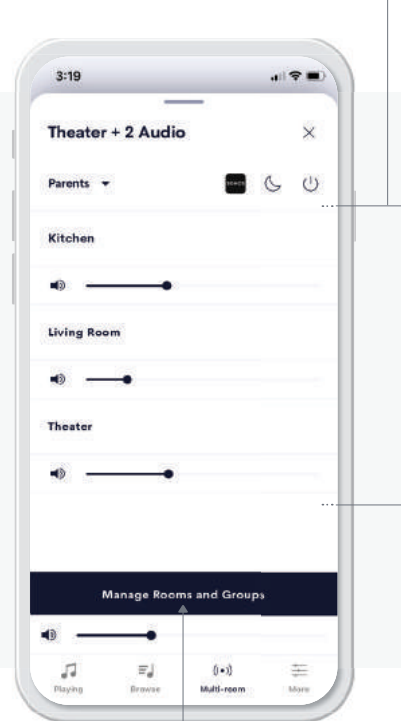 3:19
Theater + 2 Audio
Parents
SONOS
Kitchen
Living Room
Theater
Manage Rooms and Groups
Playing
Browse
Multi-room
More